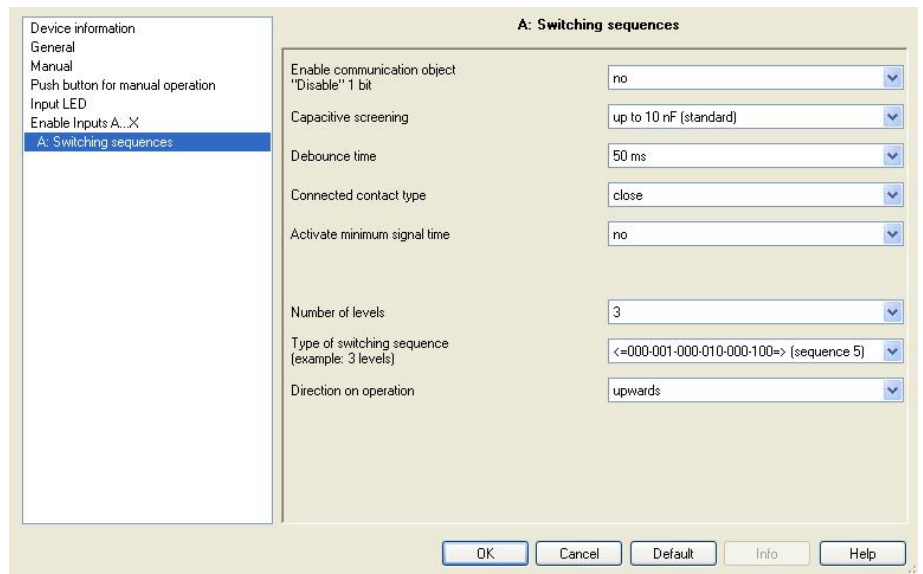 A: Switching sequences
Device information
General
Manual
Push button for manual operation
Input LED
Enable Inputs A...X
A: Switching sequences
Enable communication object
"Disable" 1 bit
no
Capacitive screening
up to 10 nF (standard)
Debounce time
50 ms
Connected contact type
close
Activate minimum signal time
no
Number of levels
3
Type of switching sequence
(example: 3 levels)
<=000-001-000-010-000-100=> (sequence 5)
Direction on operation
upwards
OK Cancel Default Info Help